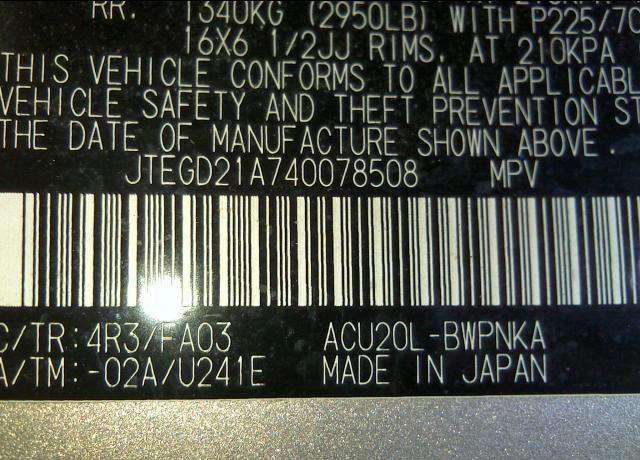 RR. 1340KG (2950LB) WITH P225/70
16X6 1/2JJ RIMS, AT 210KPA
THIS VEHICLE CONFORMS TO ALL APPLICABLE
VEHICLE SAFETY AND THEFT PREVENTION ST
THE DATE OF MANUFACTURE SHOWN ABOVE.
JTEGD21A740078508 MPV
C/TR: 4R3/FA03 ACU20L-BWPNKA
A/TM: -02A/U241E MADE IN JAPAN